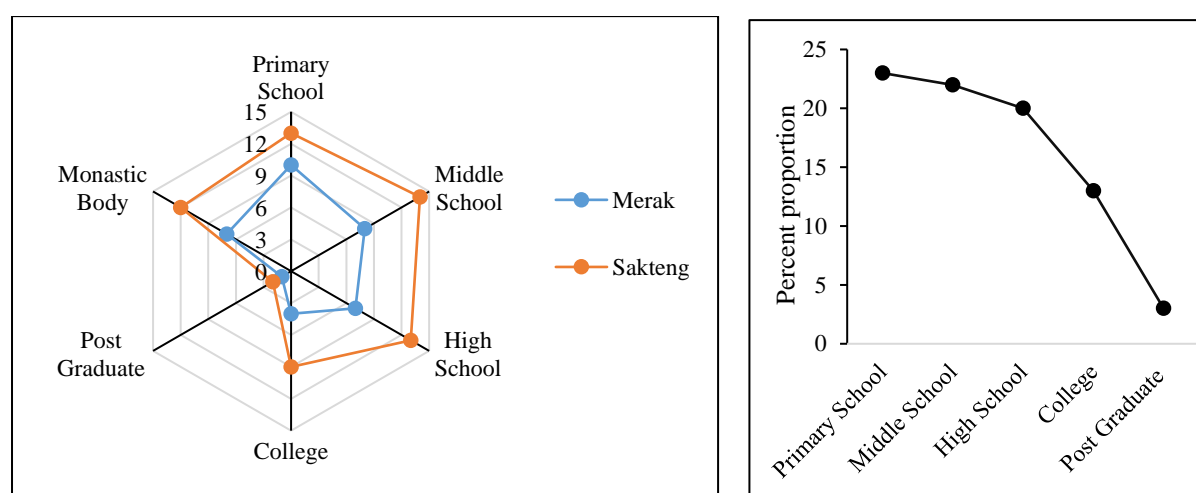 Primary
School
15
12
9
6
3
0
Monastic
Body
Middle
School
Post
Graduate
High
School
College
Merak
Sakteng
Percent proportion
25
20
15
10
5
0
Primary School
Middle School
High School
College
Post Graduate